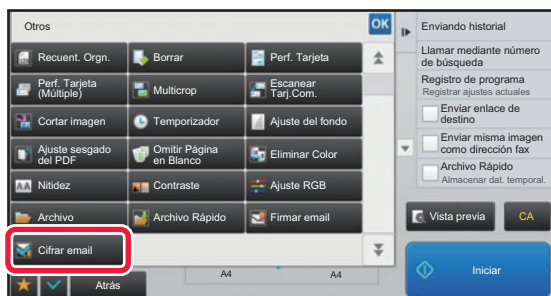 Otros
OK
Recuent. Orgn.
Borrar
Perf. Tarjeta
Perf. Tarjeta
(Múltiple)
Multicrop
Escanear
Tarj.Com.
Cortar imagen
Temporizador
Ajuste del fondo
Ajuste sesgado
del PDF
Omitir Página
en Blanco
Eliminar Color
AA
Nitidez
Contraste
Ajuste RGB
Archivo
Archivo Rápido
Firmar email
Cifrar email
Atrás
A4
A4
Enviando historial
Llamar mediante número
de búsqueda
Registro de programa
Registrar ajustes actuales
Enviar enlace de
destino
Enviar misma imagen
como dirección fax
Archivo Rápido
Almacenar dat. temporal.
Vista previa
CA
Iniciar